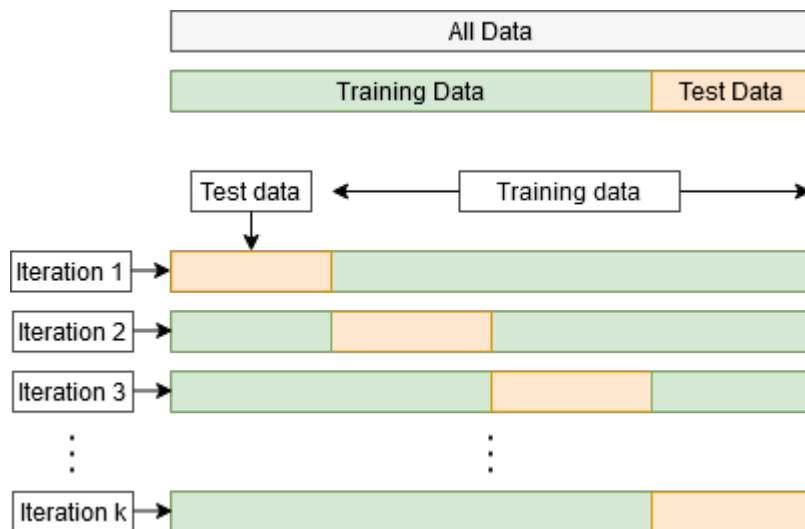 All Data
Training Data
Test Data
Test data
Training data
Iteration 1
Iteration 2
Iteration 3
Iteration k